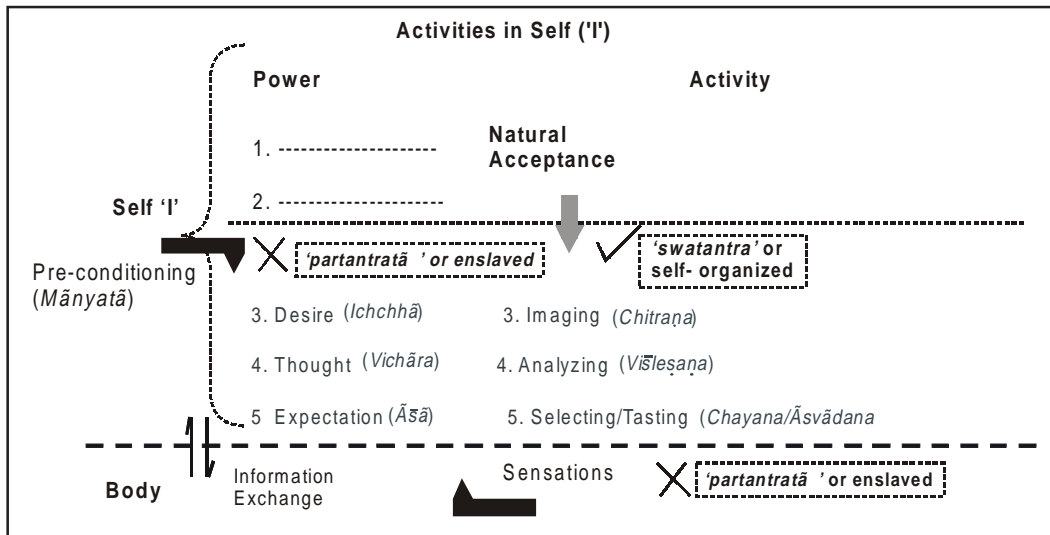 Activities in Self ('I')
Power
Activity
1. --------------------
Natural
Acceptance
2. ---------------------
Self ‘I’
Pre-conditioning
(Mãnyatã)
‘partantratã ’ or enslaved
‘swatantra’ or
self- organized
3. Desire (Ichchhã)
3. Imaging (Chitraṇa)
4. Thought (Vichãra)
4. Analyzing (Viśleṣaṇa)
5 Expectation (Ãśã)
5. Selecting/Tasting (Chayana/Ãsvãdana
Body
Information
Exchange
Sensations
‘partantratã ’ or enslaved